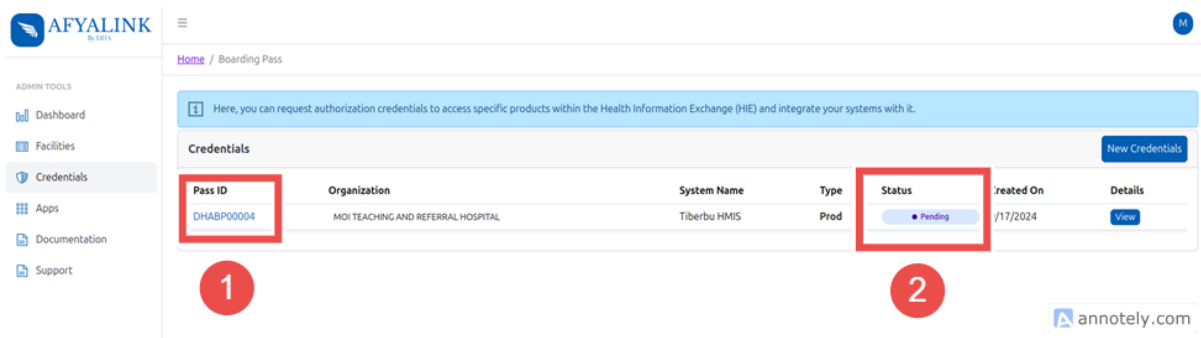 AFYALINK
By DHA
M
Home / Boarding Pass
ADMIN TOOLS
Dashboard
Facilities
Credentials
Apps
Documentation
Support
Here, you can request authorization credentials to access specific products within the Health Information Exchange (HIE) and integrate your systems with it.
Credentials
New Credentials
Pass ID Organization System Name Type Status Created On Details
DHABP00004 MOI TEACHING AND REFERRAL HOSPITAL Tiberbu HMIS Prod Pending /17/2024 View
1
2
annotely.com